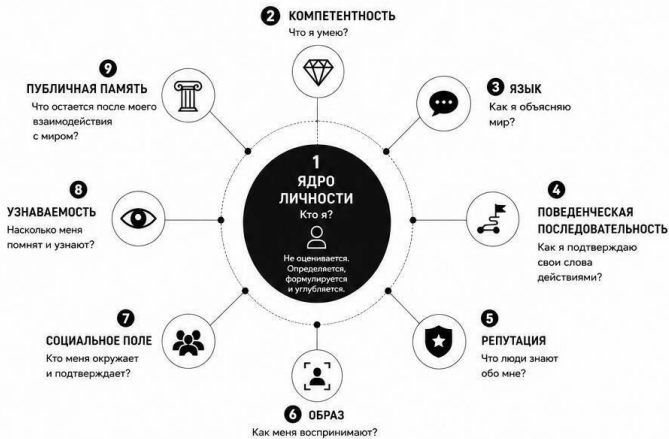 1
ЯДРО
ЛИЧНОСТИ
Кто я?
Не оценивается.
Определяется,
формулируется
и углубляется.
2 КОМПЕТЕНТНОСТЬ
Что я умею?
3 ЯЗЫК
Как я объясняю
мир?
4
ПОВЕДЕНЧЕСКАЯ
ПОСЛЕДОВАТЕЛЬНОСТЬ
Как я подтверждаю
свои слова
действиями?
5
РЕПУТАЦИЯ
Что люди знают
обо мне?
6 ОБРАЗ
Как меня воспринимают?
7
СОЦИАЛЬНОЕ ПОЛЕ
Кто меня окружает
и подтверждает?
8
УЗНАВАЕМОСТЬ
Насколько меня
помнят и узнают?
9
ПУБЛИЧНАЯ ПАМЯТЬ
Что остается после моего
взаимодействия
с миром?